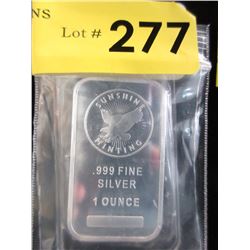 NS
Lot # 277
SUNSHINE
MINTING
.999 FINE
SILVER
1 OUNCE